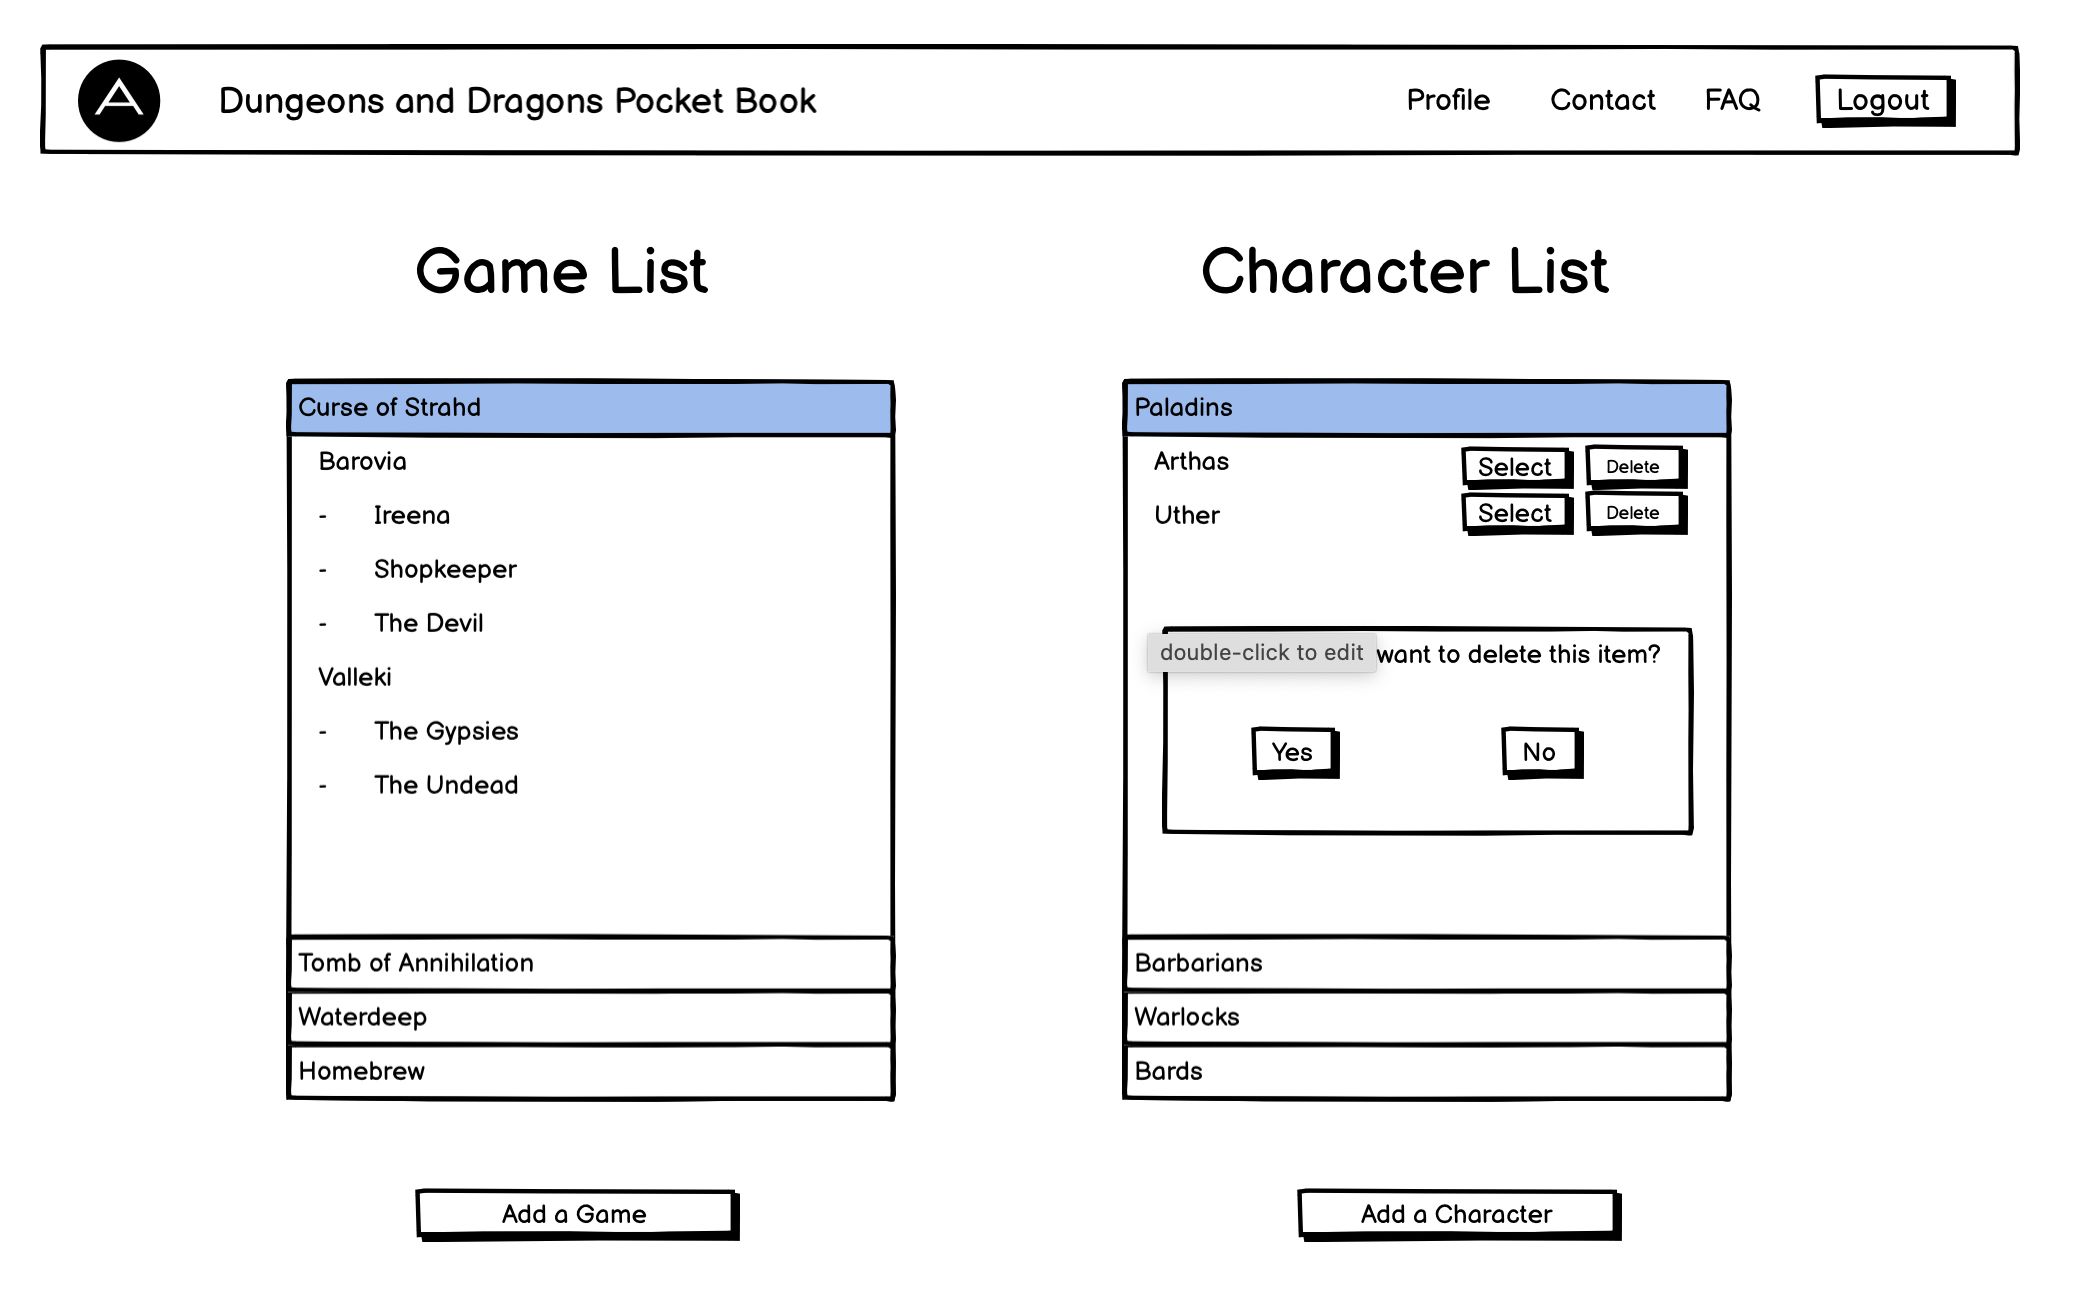 A
Dungeons and Dragons Pocket Book
Profile
Contact
FAQ
Logout
Game List
Curse of Strahd
Barovia
- Ireena
- Shopkeeper
- The Devil
Valleki
- The Gypsies
- The Undead
Tomb of Annihilation
Waterdeep
Homebrew
Add a Game
Character List
Paladins
Arthas
Select
Delete
Uther
Select
Delete
double-click to edit
want to delete this item?
Yes
No
Barbarians
Warlocks
Bards
Add a Character